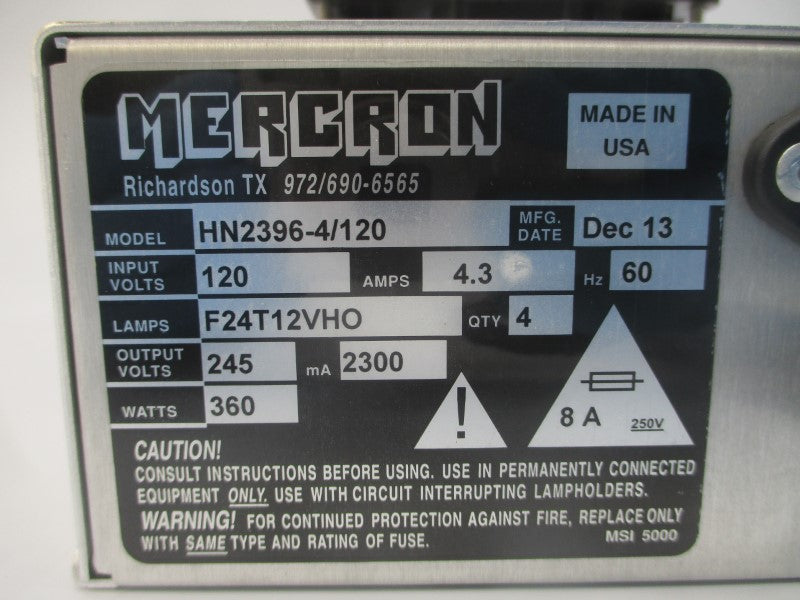 MERCRON
MADE IN
USA
Richardson TX 972/690-6565
MODEL HN2396-4/120 MFG. DATE Dec 13
INPUT VOLTS 120 AMPS 4.3 Hz 60
LAMPS F24T12VHO QTY 4
OUTPUT VOLTS 245 mA 2300
WATTS 360
!
8 A 250V
CAUTION!
CONSULT INSTRUCTIONS BEFORE USING. USE IN PERMANENTLY CONNECTED
EQUIPMENT ONLY. USE WITH CIRCUIT INTERRUPTING LAMPHOLDERS.
WARNING! FOR CONTINUED PROTECTION AGAINST FIRE, REPLACE ONLY
WITH SAME TYPE AND RATING OF FUSE. MSI 5000